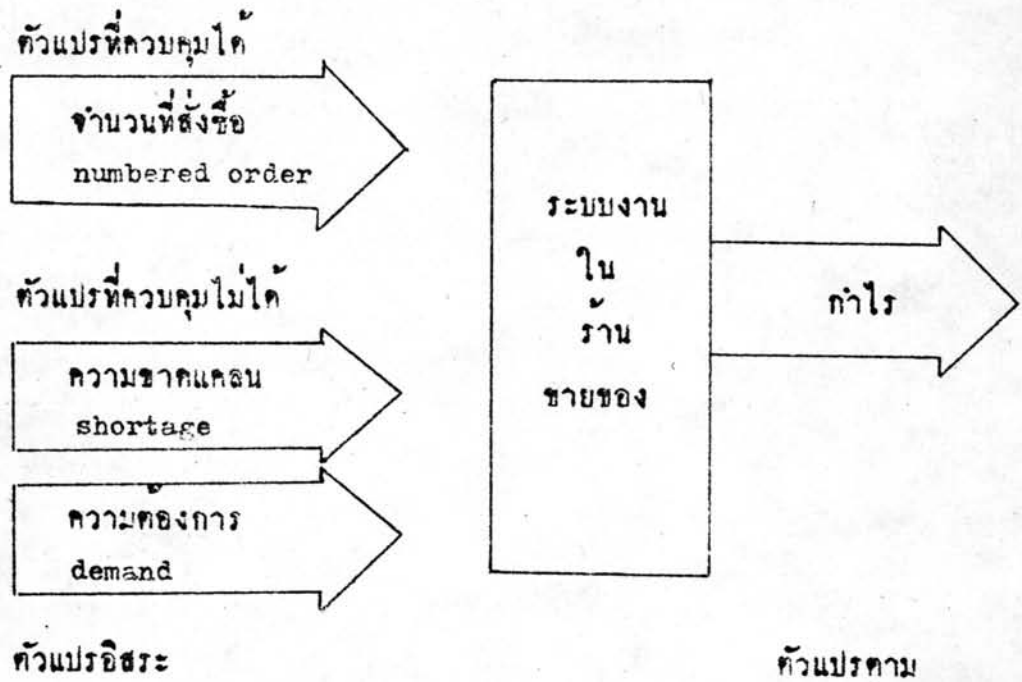 ตัวแปรที่ควบคุมได้
จำนวนที่สั่งซื้อ
numbered order
ตัวแปรที่ควบคุมไม่ได้
ความขาดแคลน
shortage
ความต้องการ
demand
ตัวแปรอิสระ
ระบบงาน
ใน
ร้าน
ขายของ
กำไร
ตัวแปรตาม